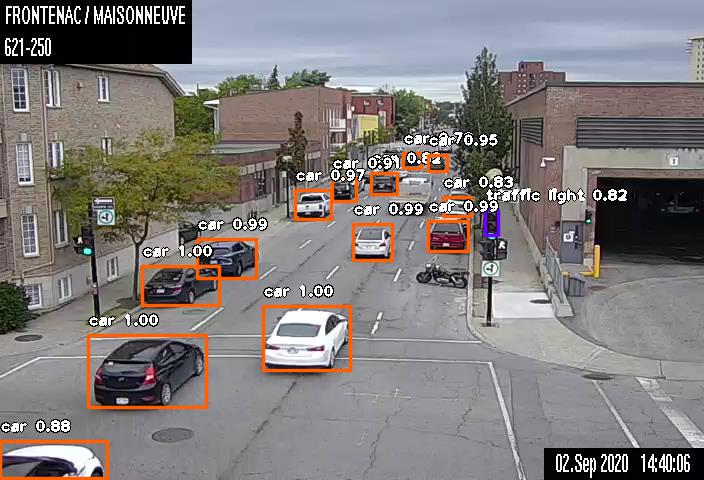 FRONTENAC / MAISONNEUVE
621-250
car 0.95
car 0.91
car 0.97
car 0.83
traffic light 0.82
car 0.99
car 0.99
car 0.99
car 1.00
car 1.00
car 1.00
car 0.88
02.Sep 2020 14:40:06